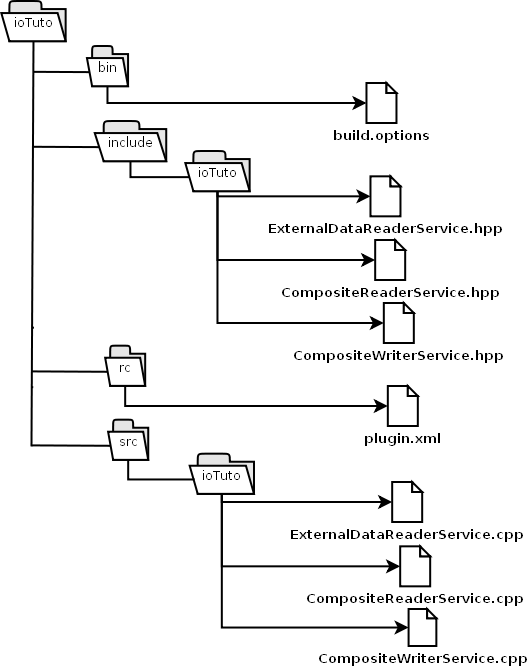 ioTuto
bin
build.options
include
ioTuto
ExternalDataReaderService.hpp
CompositeReaderService.hpp
CompositeWriterService.hpp
rc
plugin.xml
src
ioTuto
ExternalDataReaderService.cpp
CompositeReaderService.cpp
CompositeWriterService.cpp